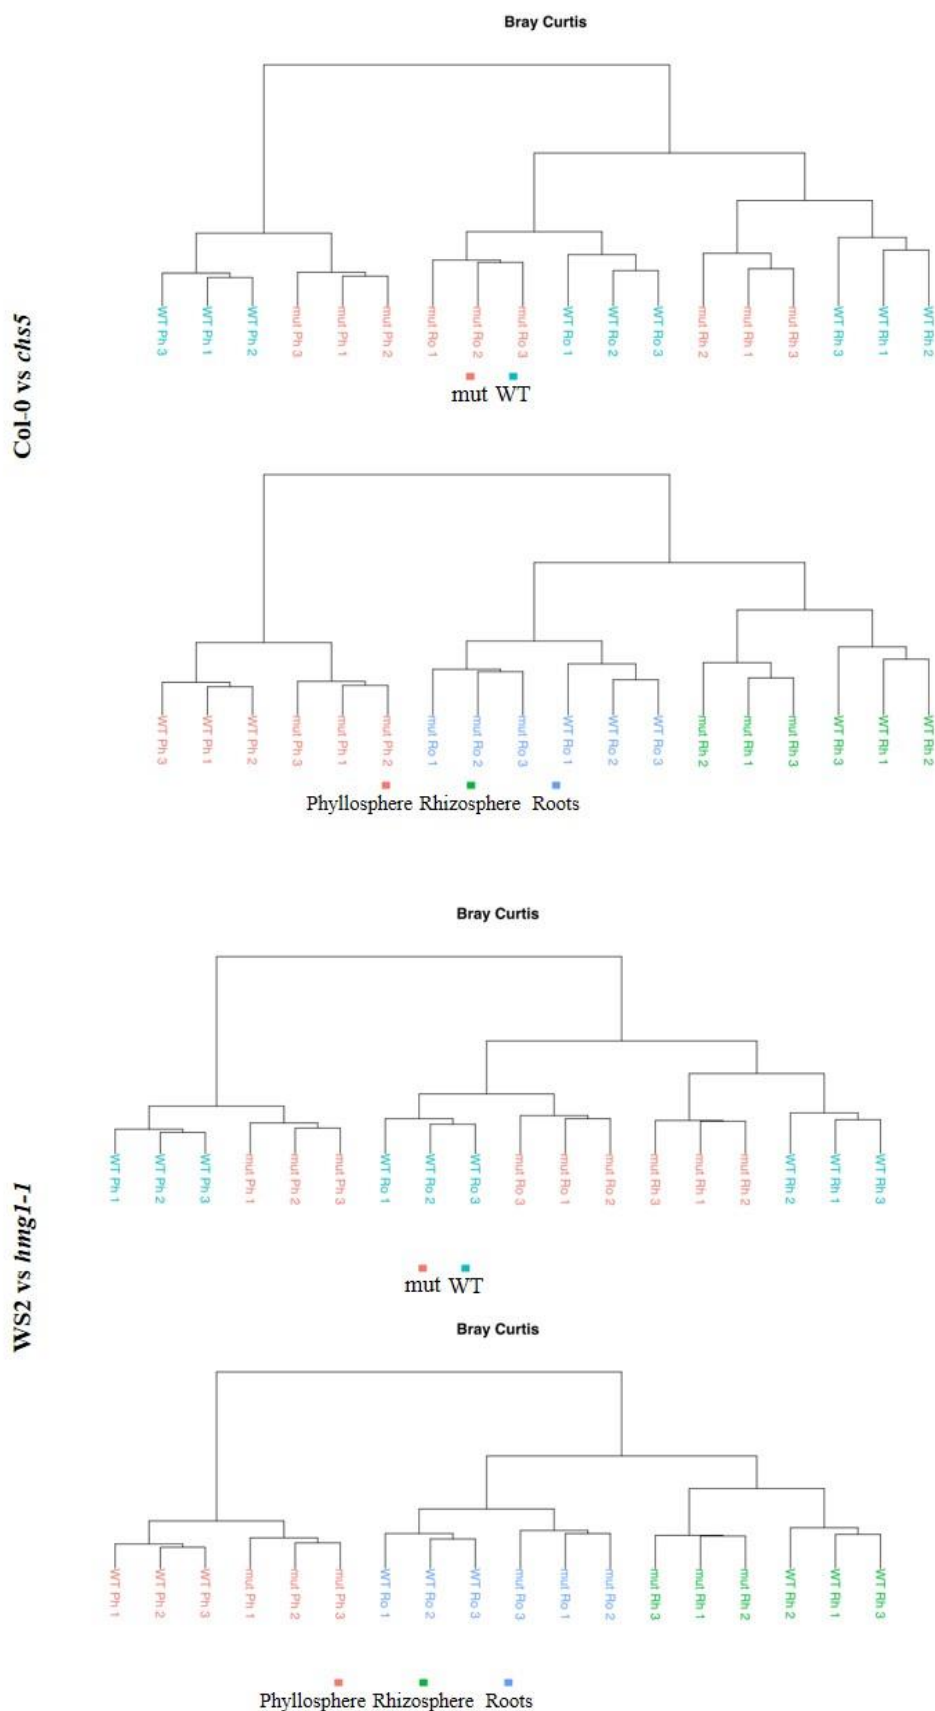 Bray Curtis
Col-0 vs chs5
WT Ph 3
WT Ph 1
WT Ph 2
mut Ph 3
mut Ph 1
mut Ph 2
mut Ro 1
mut Ro 2
mut Ro 3
WT Ro 1
WT Ro 2
WT Ro 3
mut Rh 2
mut Rh 1
mut Rh 3
WT Rh 3
WT Rh 1
WT Rh 2
mut WT
WT Ph 3
WT Ph 1
WT Ph 2
mut Ph 3
mut Ph 1
mut Ph 2
mut Ro 1
mut Ro 2
mut Ro 3
WT Ro 1
WT Ro 2
WT Ro 3
mut Rh 2
mut Rh 1
mut Rh 3
WT Rh 3
WT Rh 1
WT Rh 2
Phyllosphere Rhizosphere Roots
Bray Curtis
WS2 vs hmg1-1
WT Ph 1
WT Ph 2
WT Ph 3
mut Ph 1
mut Ph 2
mut Ph 3
WT Ro 1
WT Ro 2
WT Ro 3
mut Ro 3
mut Ro 1
mut Ro 2
mut Rh 3
mut Rh 1
mut Rh 2
WT Rh 2
WT Rh 1
WT Rh 3
mut WT
Bray Curtis
WT Ph 1
WT Ph 2
WT Ph 3
mut Ph 1
mut Ph 2
mut Ph 3
WT Ro 1
WT Ro 2
WT Ro 3
mut Ro 3
mut Ro 1
mut Ro 2
mut Rh 3
mut Rh 1
mut Rh 2
WT Rh 2
WT Rh 1
WT Rh 3
Phyllosphere Rhizosphere Roots